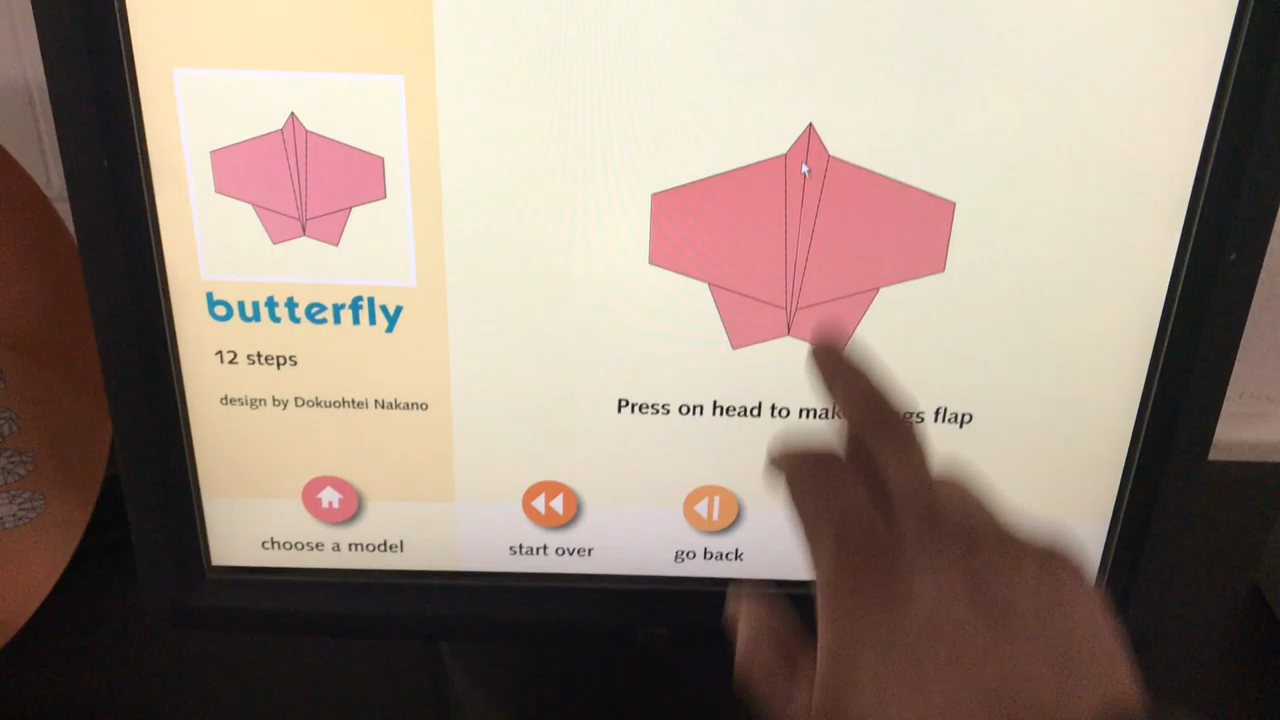 butterfly
12 steps
design by Dokuohtei Nakano
Press on head to mak gs flap
choose a model
start over
go back